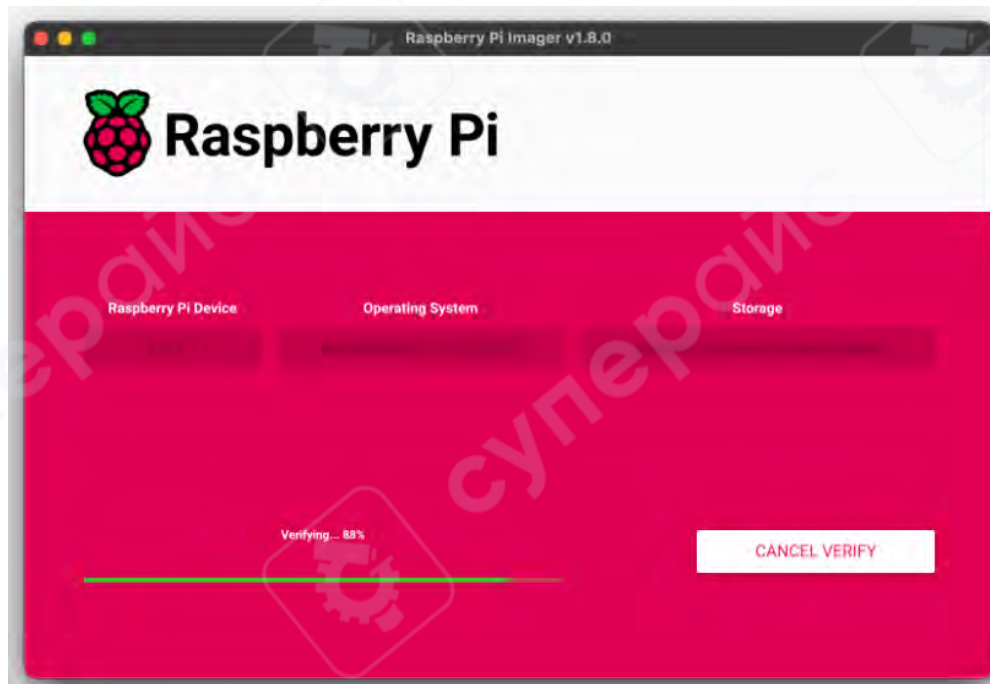 Raspberry Pi Imager v1.8.0
Raspberry Pi
Raspberry Pi Device
Operating System
Storage
Verifying... 88%
CANCEL VERIFY
суперайс